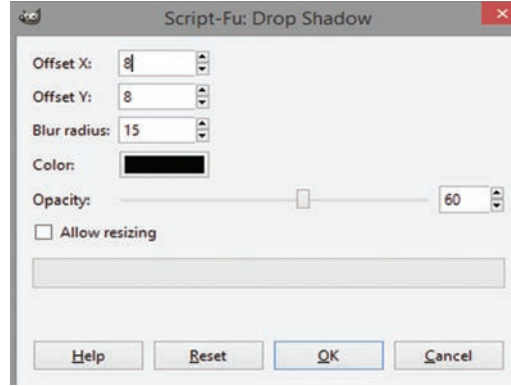 Script-Fu: Drop Shadow
Offset X: 8
Offset Y: 8
Blur radius: 15
Color:
Opacity: 60
Allow resizing
Help Reset OK Cancel